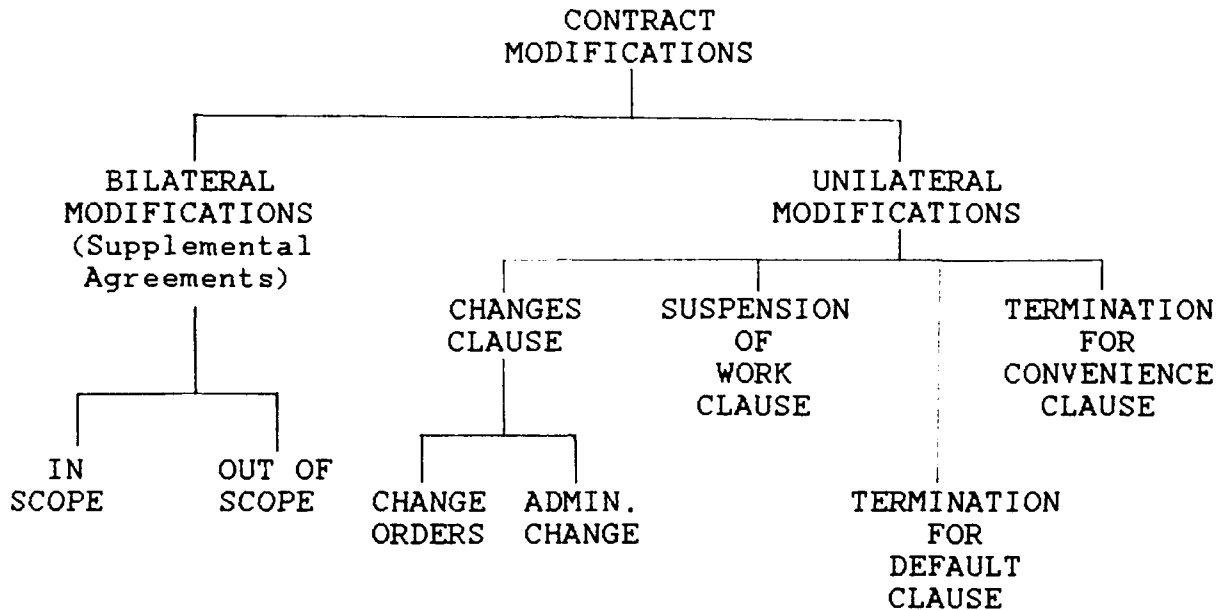 CONTRACT
MODIFICATIONS
BILATERAL
MODIFICATIONS
(Supplemental
Agreements)
UNILATERAL
MODIFICATIONS
CHANGES
CLAUSE
SUSPENSION
OF
WORK
CLAUSE
TERMINATION
FOR
CONVENIENCE
CLAUSE
IN
SCOPE
OUT OF
SCOPE
CHANGE
ORDERS
ADMIN.
CHANGE
TERMINATION
FOR
DEFAULT
CLAUSE